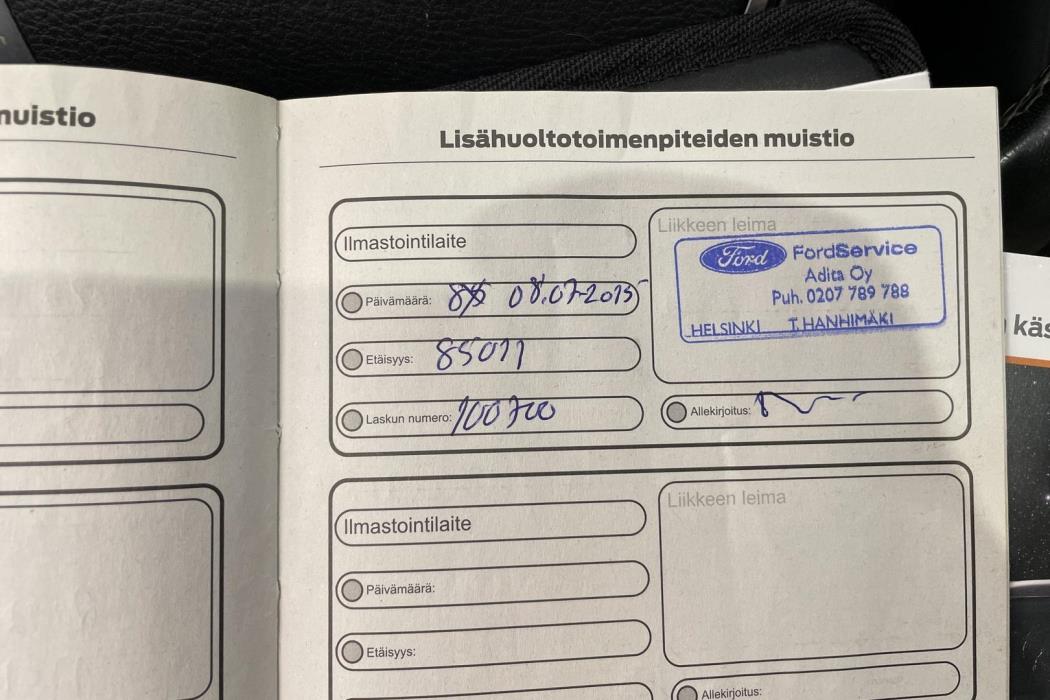 muistio
Lisähuoltotoimenpiteiden muistio
Ilmastointilaite
Liikkeen leima
Ford FordService
Adita Oy
Puh. 0207 789 788
HELSINKI T. HANHIMÄKI
Päivämäärä: 08.07-2015
Etäisyys: 85011
Laskun numero: 100700
Allekirjoitus:
Ilmastointilaite
Liikkeen leima
Päivämäärä:
Etäisyys:
Allekirjoitus:
käs